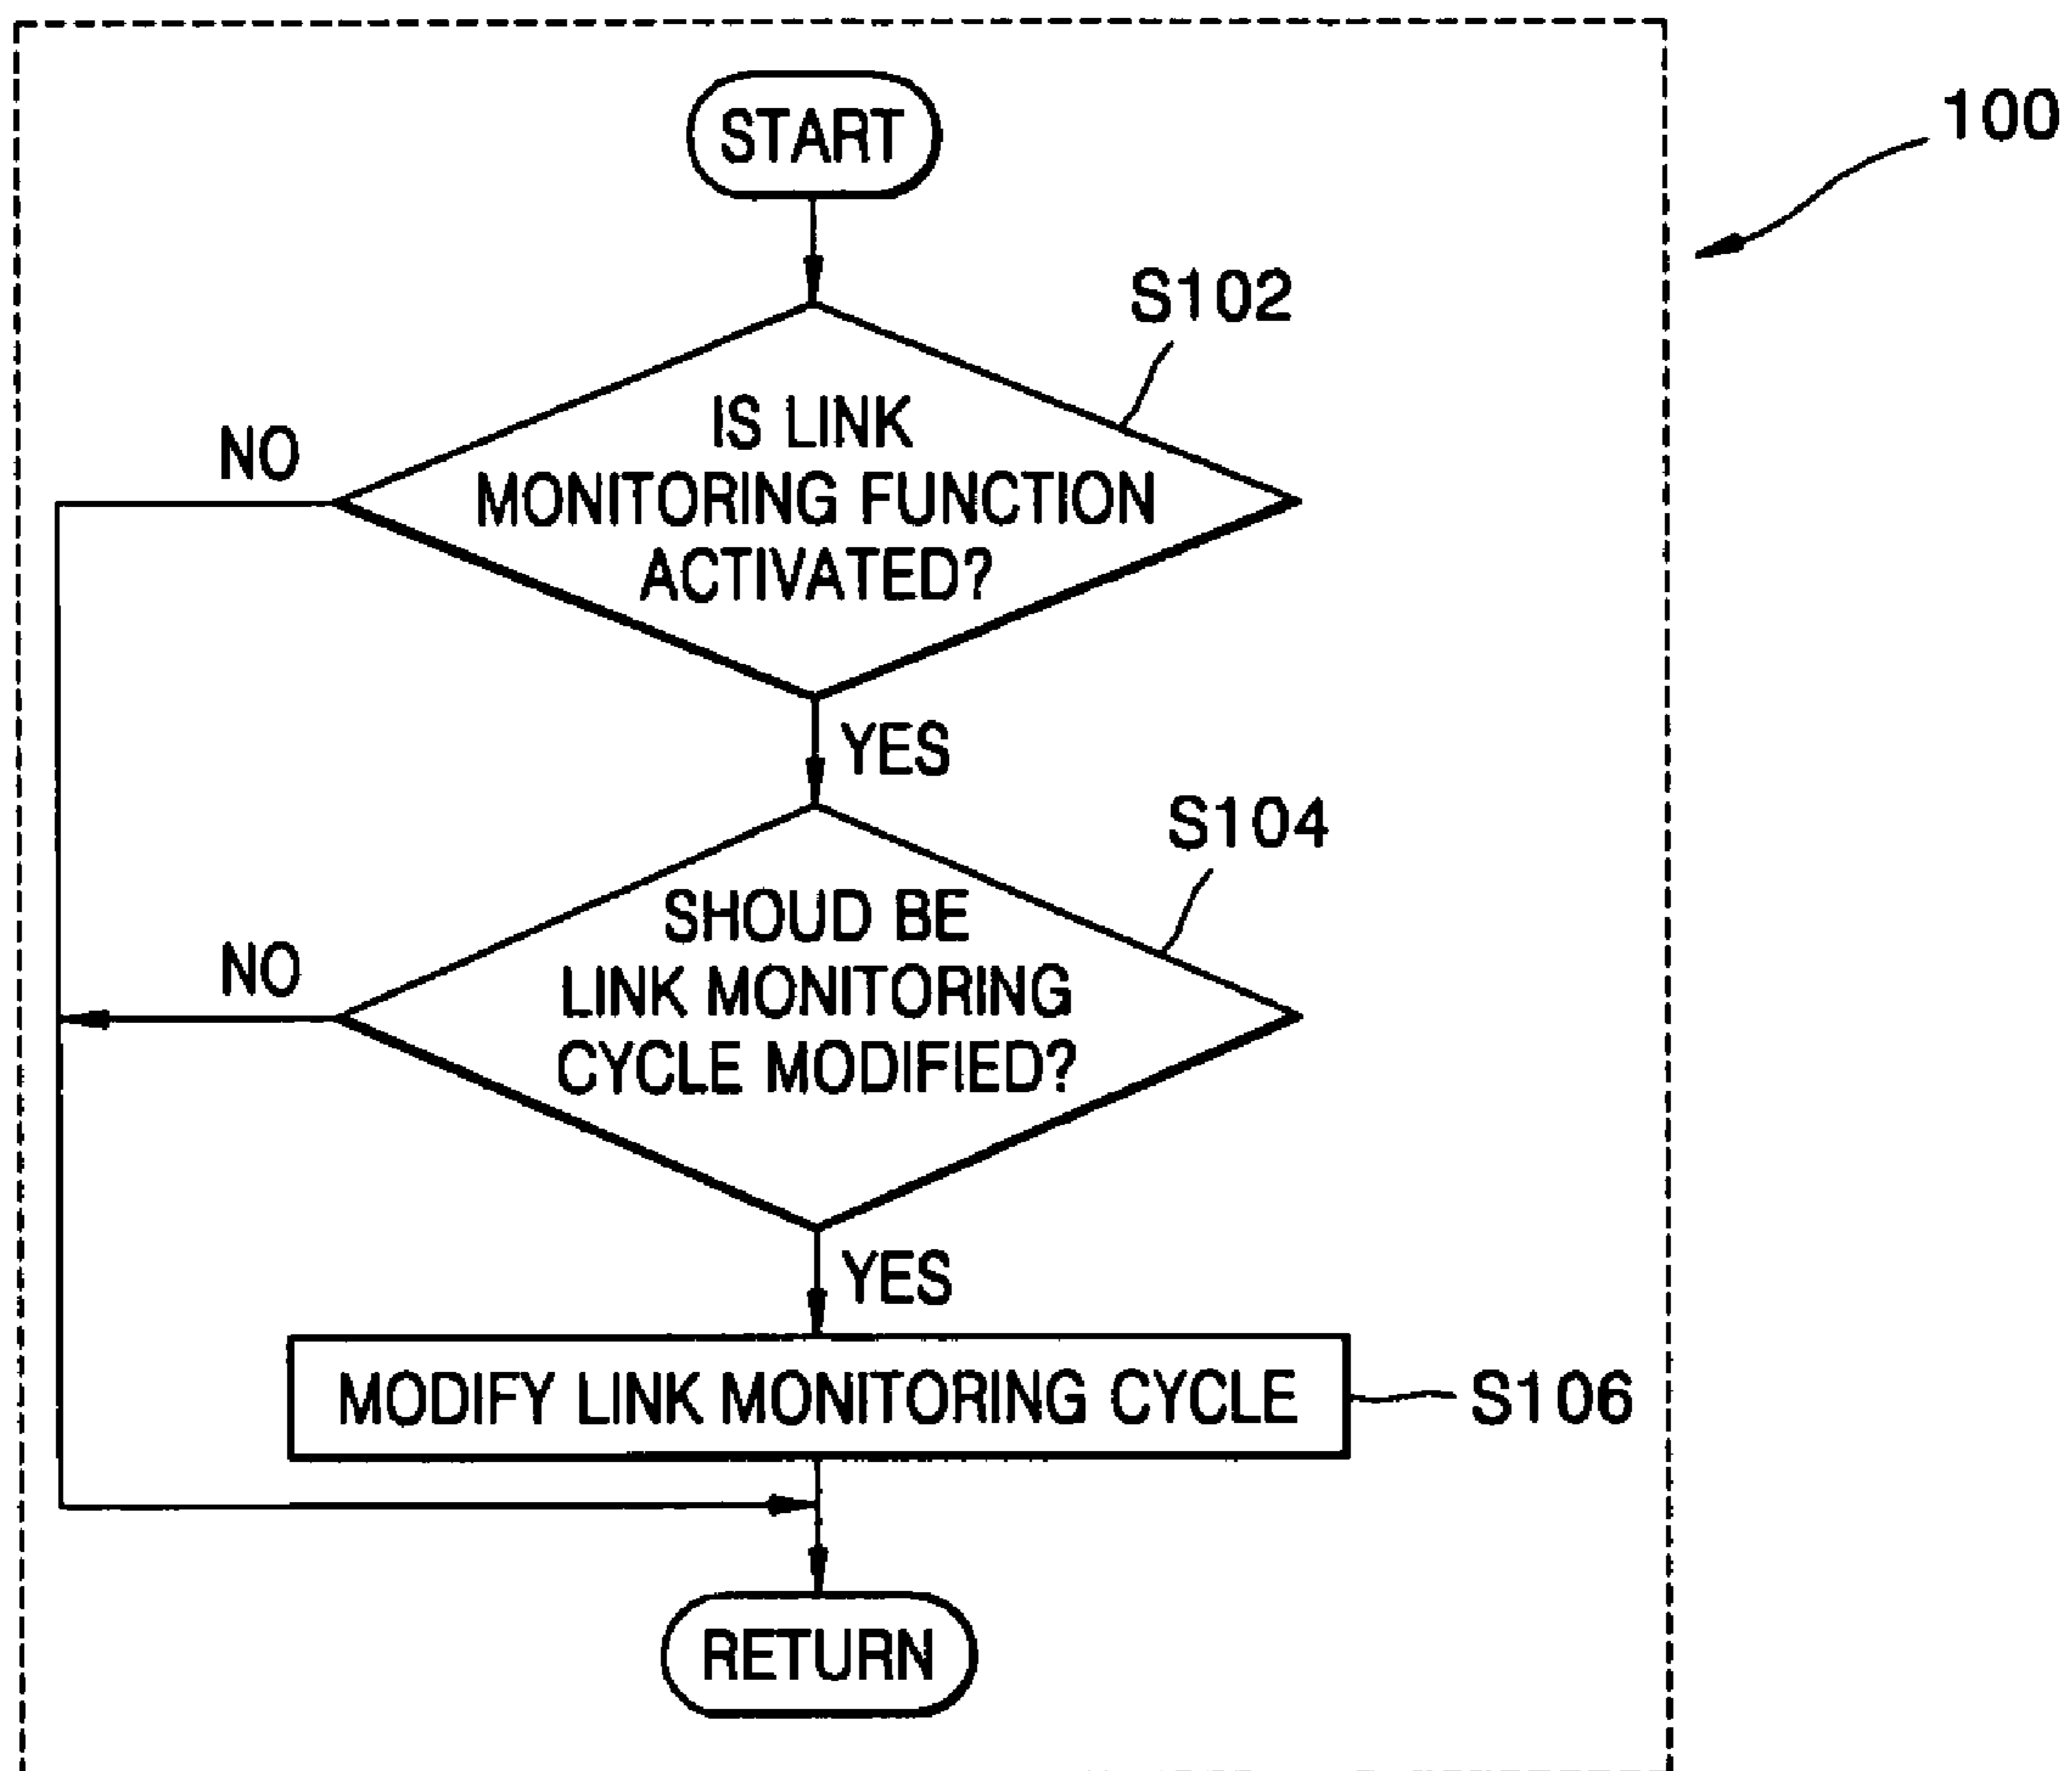 START
100
S102
IS LINK
MONITORING FUNCTION
ACTIVATED?
NO
YES
S104
SHOUD BE
LINK MONITORING
CYCLE MODIFIED?
NO
YES
MODIFY LINK MONITORING CYCLE
S106
RETURN